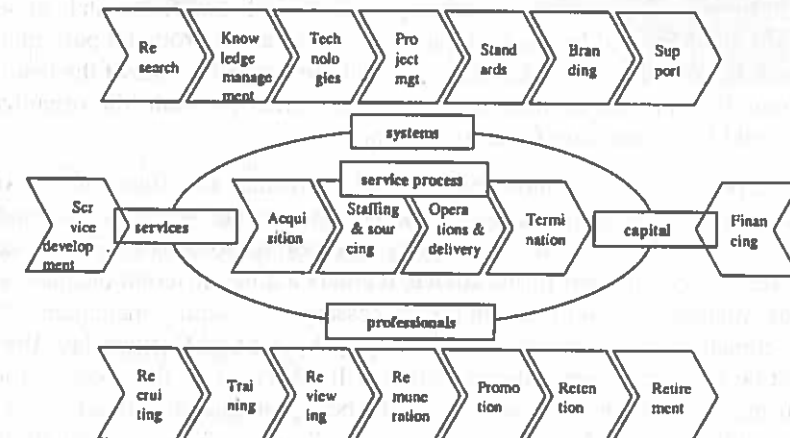 Re
search
Know
ledge
manage
ment
Tech
nolo
gies
Pro
ject
mgt.
Stand
ards
Bran
ding
Sup
port
systems
service process
Ser
vice
develop
ment
services
Acqui
sition
Staffing
& sour
cing
Opera
tions &
delivery
Termi
nation
capital
Finan
cing
professionals
Re
crui
ting
Trai
ning
Re
view
ing
Re
mune
ration
Promo
tion
Reten
tion
Retire
ment